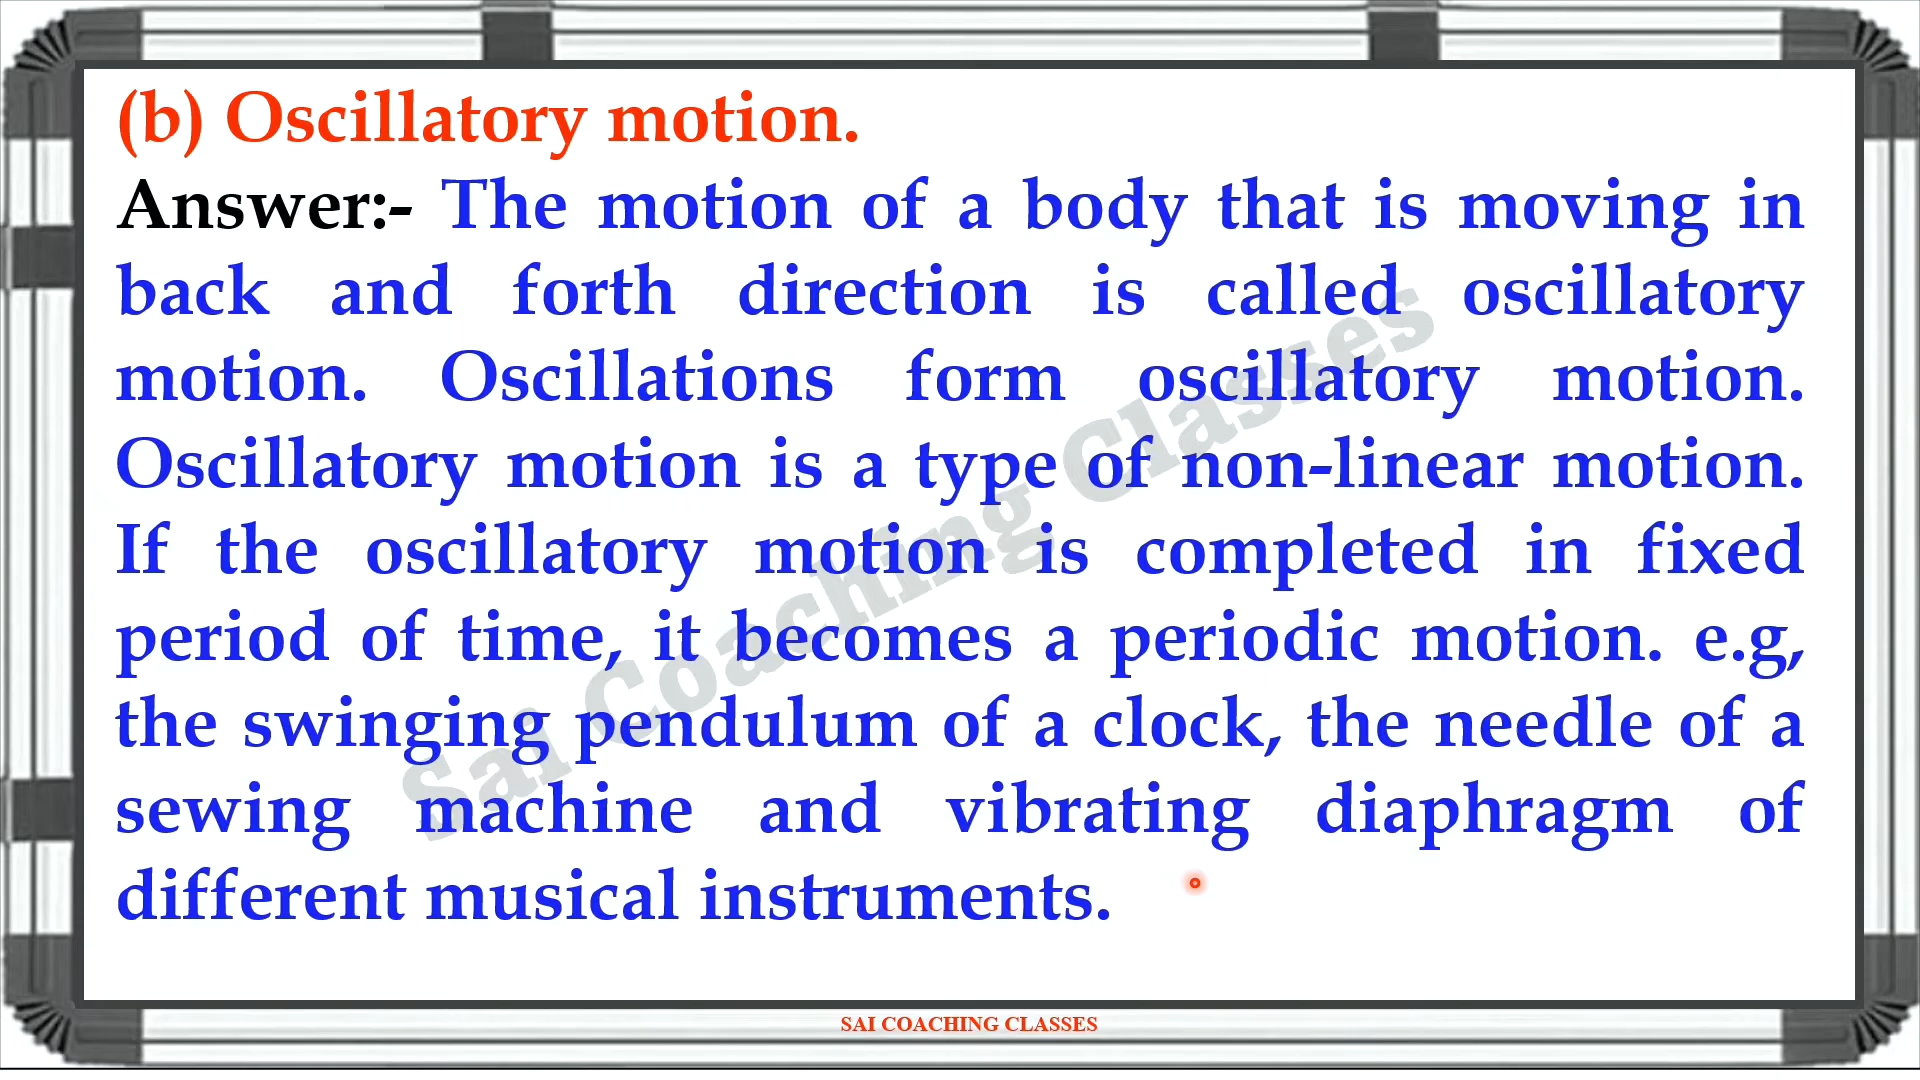 (b) Oscillatory motion.
Answer:- The motion of a body that is moving in
back and forth direction is called oscillatory
motion. Oscillations form oscillatory motion.
Oscillatory motion is a type of non-linear motion.
If the oscillatory motion is completed in fixed
period of time, it becomes a periodic motion. e.g,
the swinging pendulum of a clock, the needle of a
sewing machine and vibrating diaphragm of
different musical instruments.
Sai Coaching Classes
SAI COACHING CLASSES